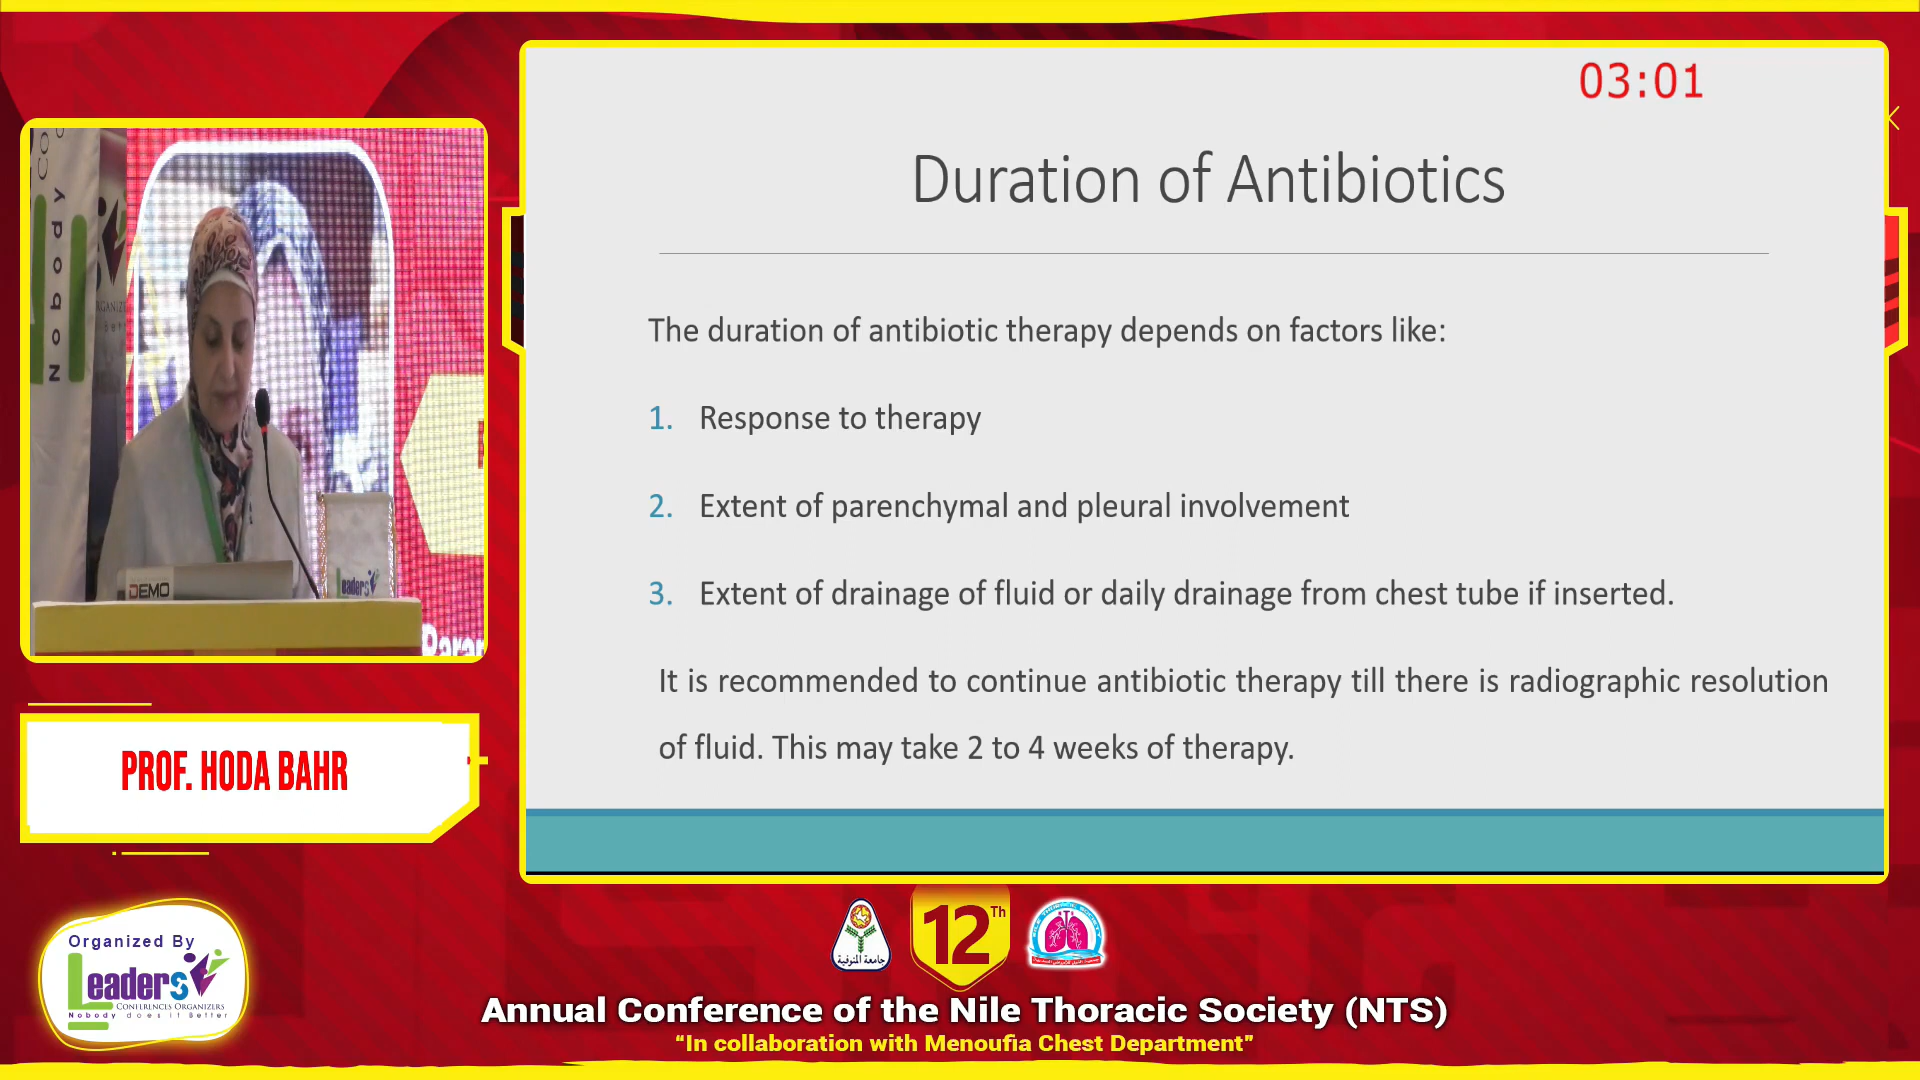 03:01
Duration of Antibiotics
The duration of antibiotic therapy depends on factors like:
1. Response to therapy
2. Extent of parenchymal and pleural involvement
3. Extent of drainage of fluid or daily drainage from chest tube if inserted.
It is recommended to continue antibiotic therapy till there is radiographic resolution
of fluid. This may take 2 to 4 weeks of therapy.
Nobody
DEMO
Leaders
PROF. HODA BAHR
Organized By
Leaders
CONFERENCES ORGANIZERS
Nobody does it Better
جامعة المنوفية
12Th
Annual Conference of the Nile Thoracic Society (NTS)
“In collaboration with Menoufia Chest Department”